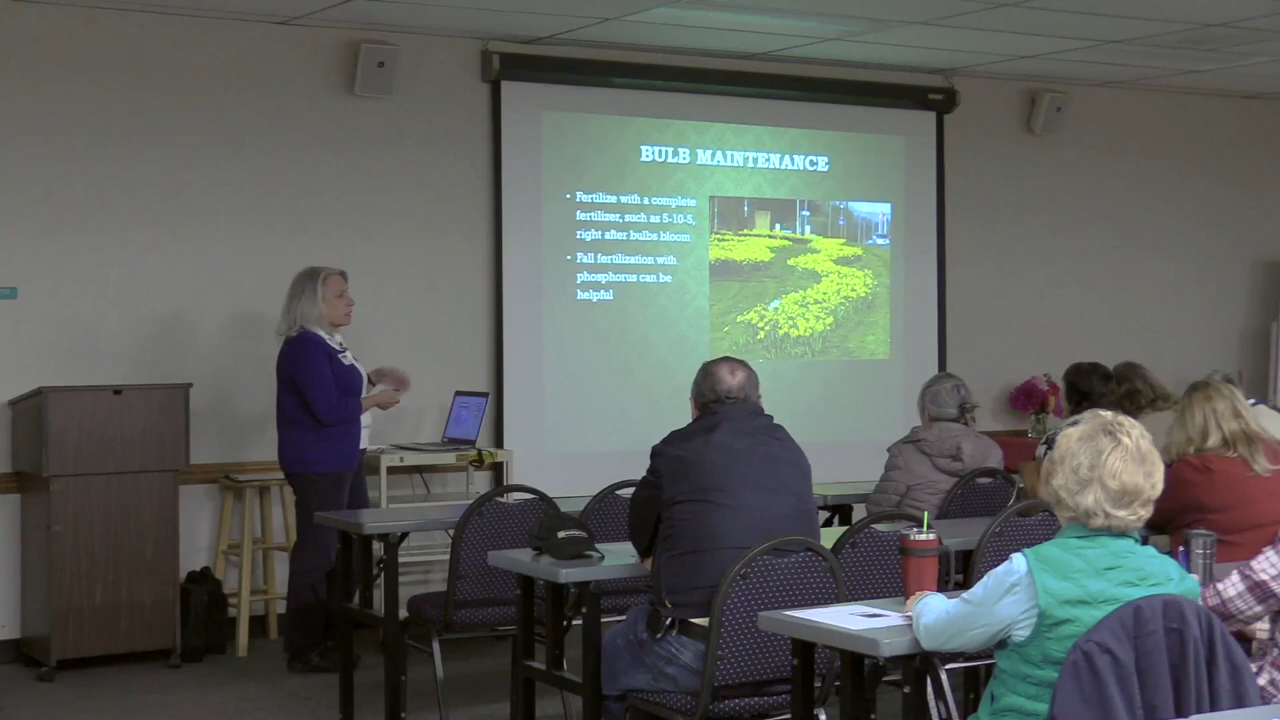 BULB MAINTENANCE
• Fertilize with a complete
fertilizer, such as 5-10-5,
right after bulbs bloom
• Fall fertilization with
phosphorus can be
helpful